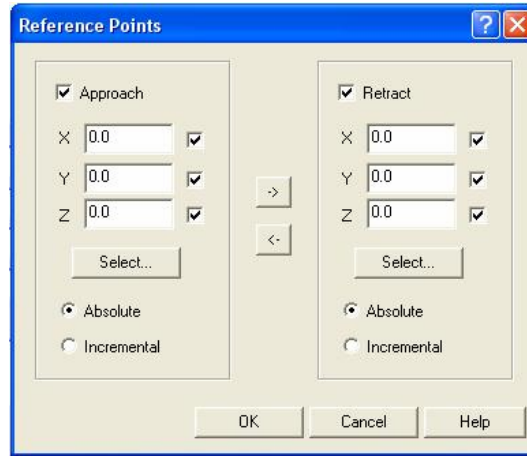 Reference Points
Approach
X 0.0
Y 0.0
Z 0.0
Select...
Absolute
Incremental
->
<-
Retract
X 0.0
Y 0.0
Z 0.0
Select...
Absolute
Incremental
OK Cancel Help